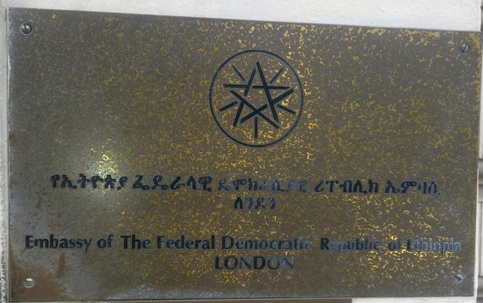 የኢትዮጵያ ፌዴራላዊ ዲሞክራሲያዊ ሪፐብሊክ ኤምባሲ
ለንደን
Embassy of The Federal Democratic Republic of Ethiopia
LONDON